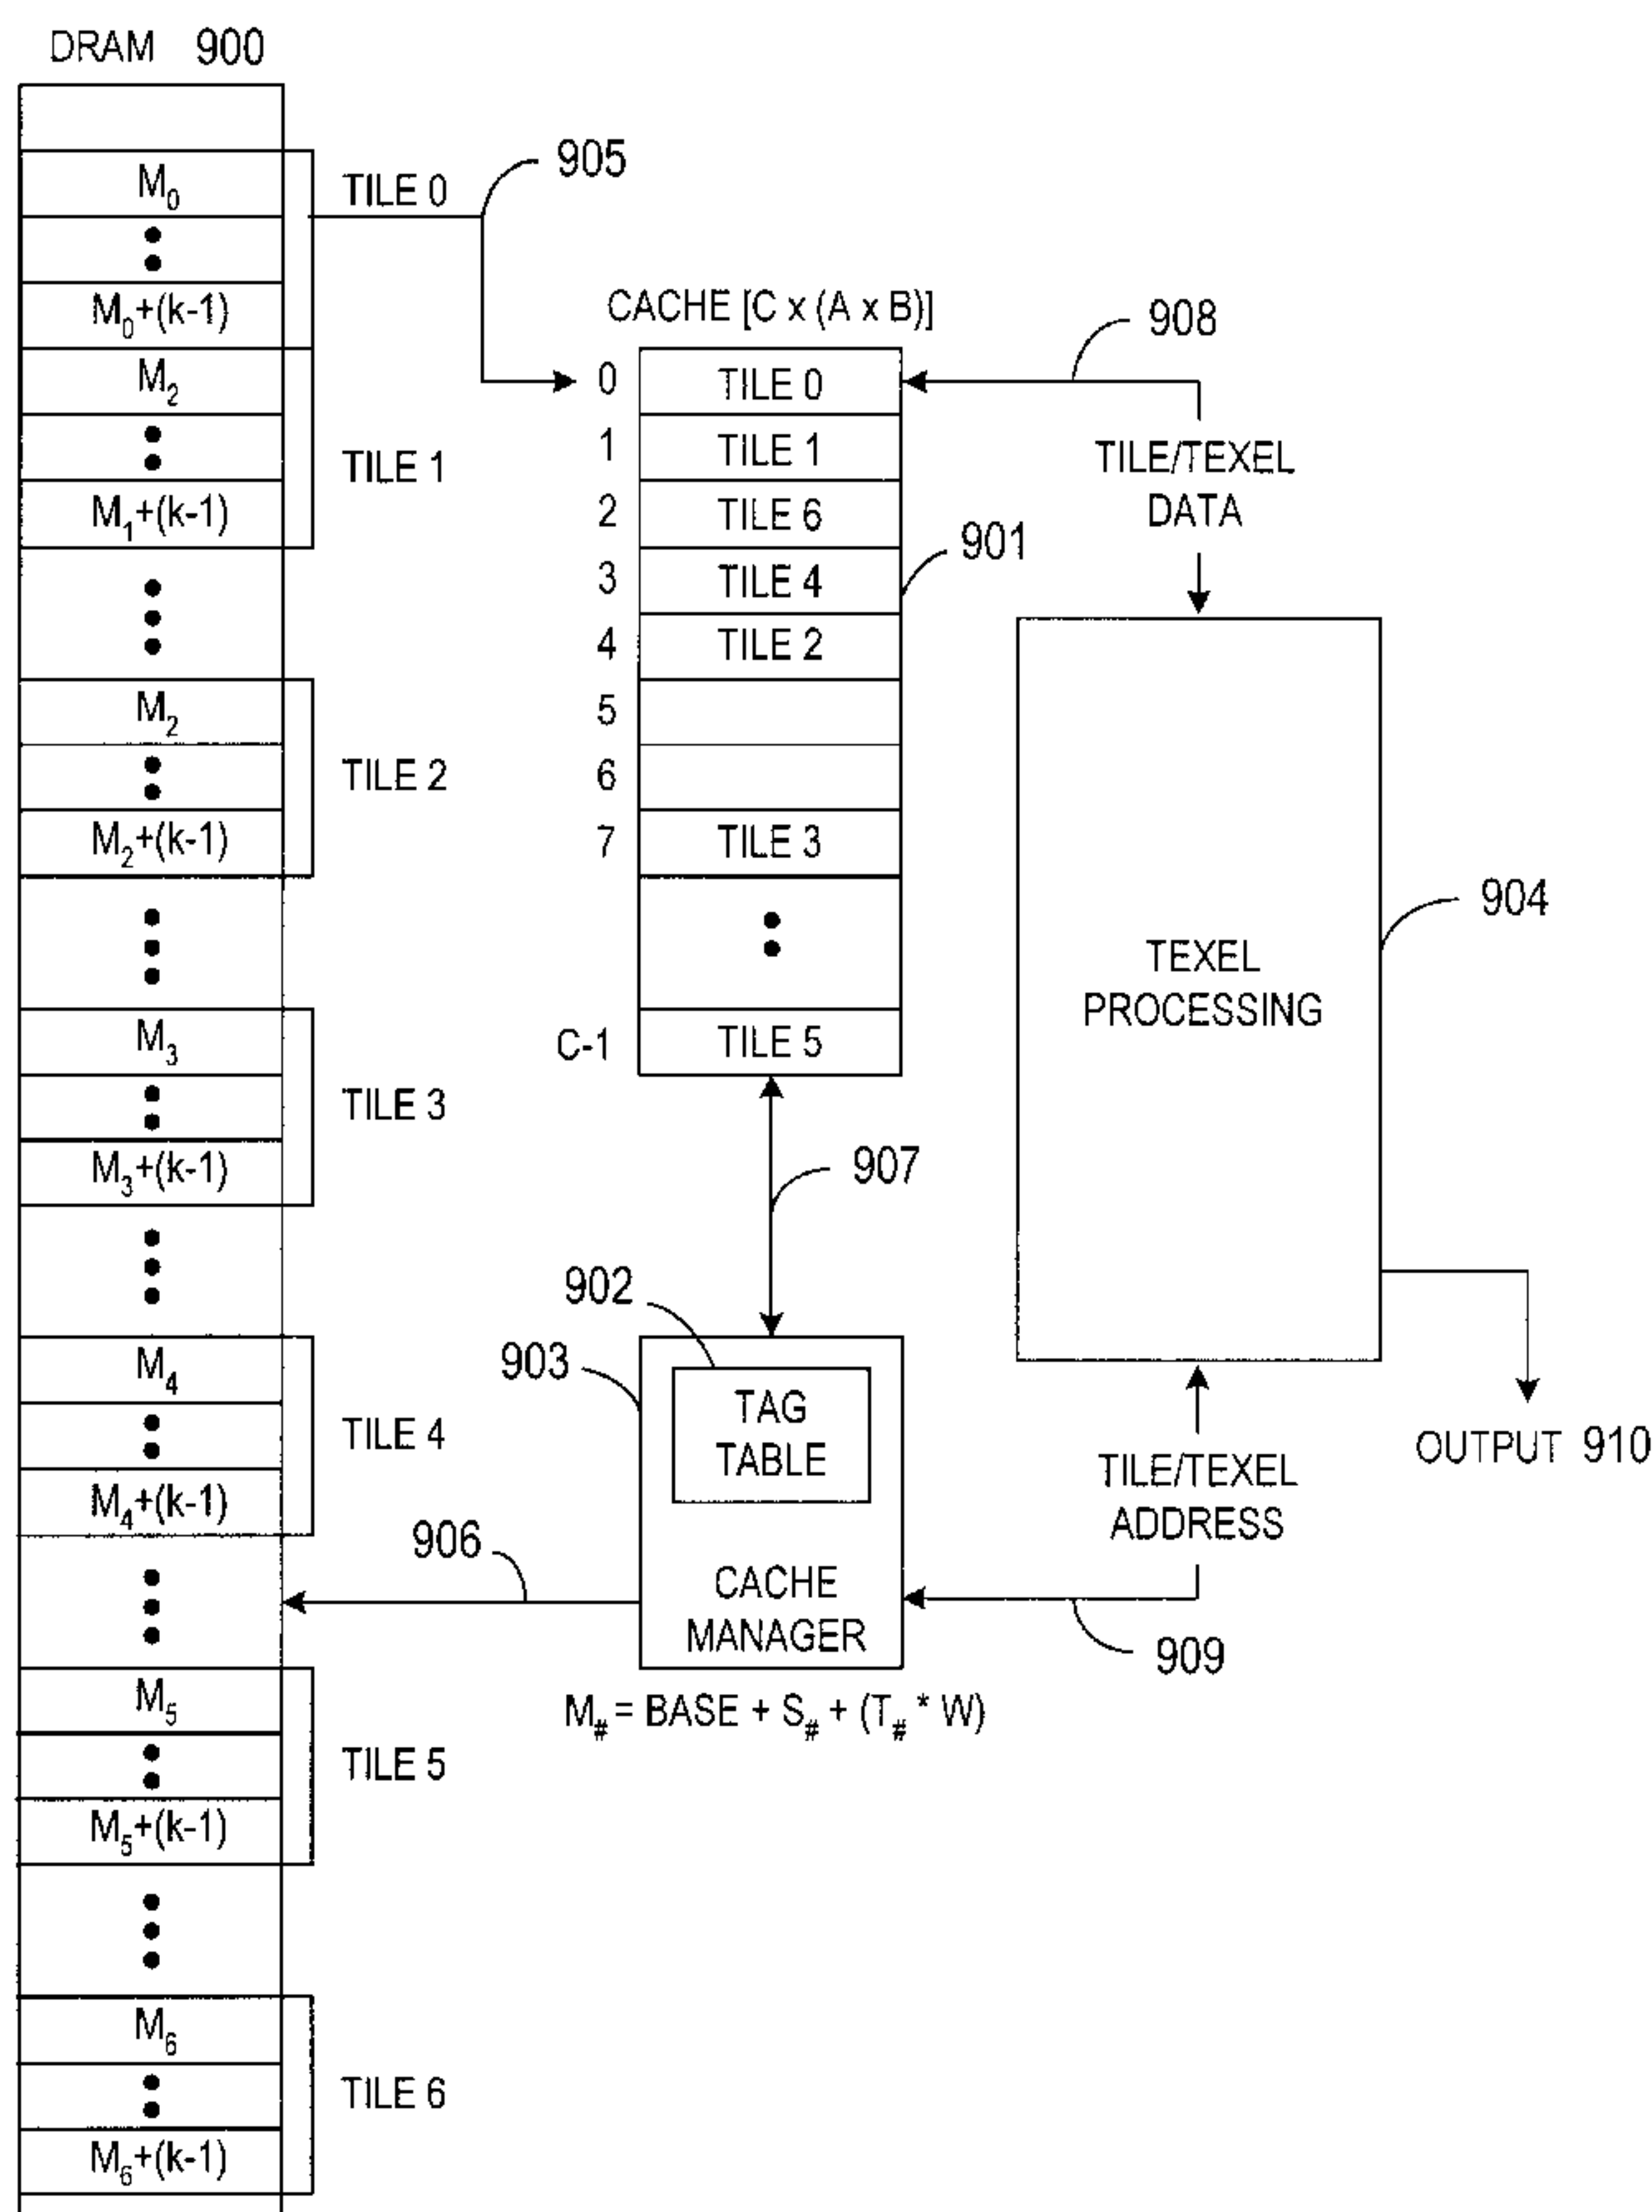 DRAM 900
M₀
M₀+(k-1)
TILE 0
M₂
M₁+(k-1)
TILE 1
M₂
M₂+(k-1)
TILE 2
M₃
M₃+(k-1)
TILE 3
M₄
M₄+(k-1)
TILE 4
M₅
M₅+(k-1)
TILE 5
M₆
M₆+(k-1)
TILE 6
905
CACHE [C x (A x B)]
0 TILE 0
1 TILE 1
2 TILE 6
3 TILE 4
4 TILE 2
5
6
7 TILE 3
C-1 TILE 5
901
908
TILE/TEXEL
DATA
TEXEL
PROCESSING
904
907
902
903
TAG
TABLE
CACHE
MANAGER
906
M# = BASE + S# + (T# * W)
TILE/TEXEL
ADDRESS
909
OUTPUT 910